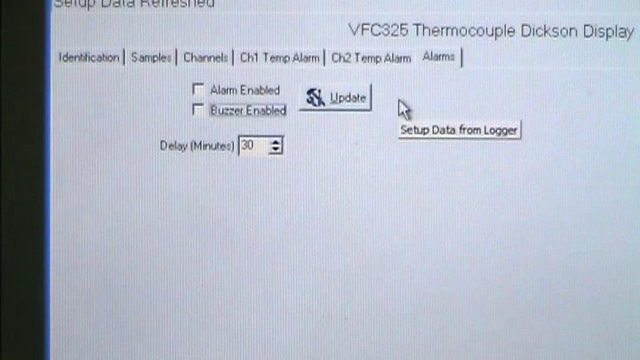 Setup Data Refreshed
VFC325 Thermocouple Dickson Display
Identification Samples Channels Ch1 Temp Alarm Ch2 Temp Alarm Alarms
Alarm Enabled
Buzzer Enabled
Update
Setup Data from Logger
Delay (Minutes) 30